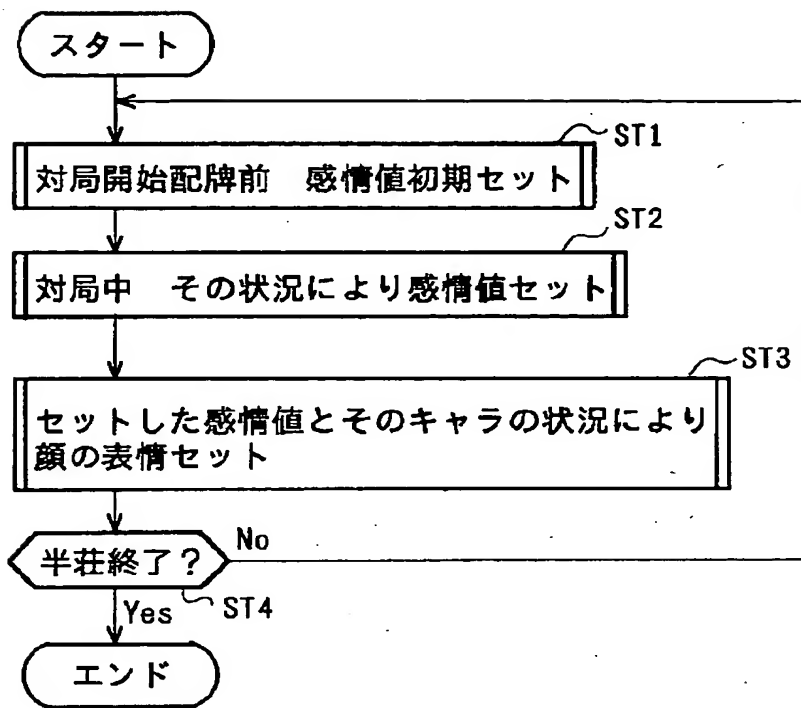 スタート
ST1
対局開始配牌前　感情値初期セット
ST2
対局中　その状況により感情値セット
ST3
セットした感情値とそのキャラの状況により
顔の表情セット
半荘終了？
No
ST4
Yes
エンド